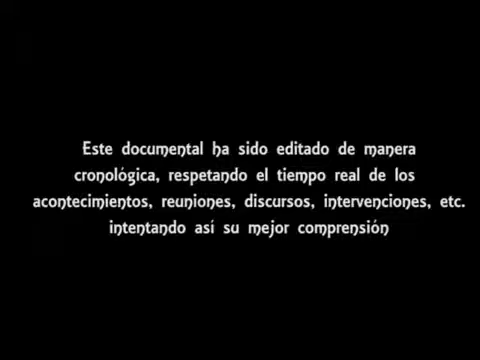 Este documental ha sido editado de manera
cronológica, respetando el tiempo real de los
acontecimientos, reuniones, discursos, intervenciones, etc.
intentando así su mejor comprensión